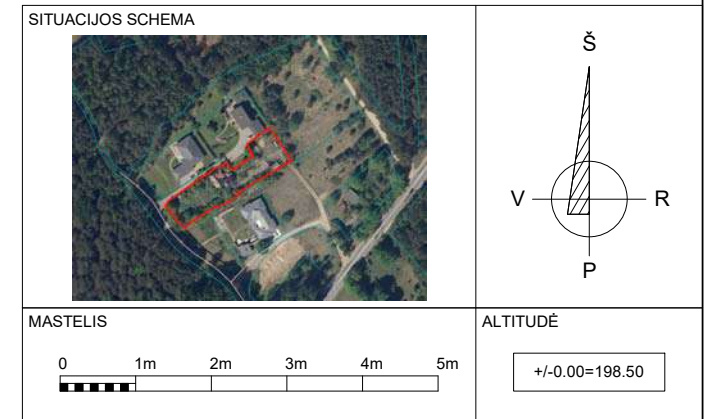 SITUACIJOS SCHEMA
Š
V
R
P
MASTELIS
0 1m 2m 3m 4m 5m
ALTITUDĖ
+/-0.00=198.50